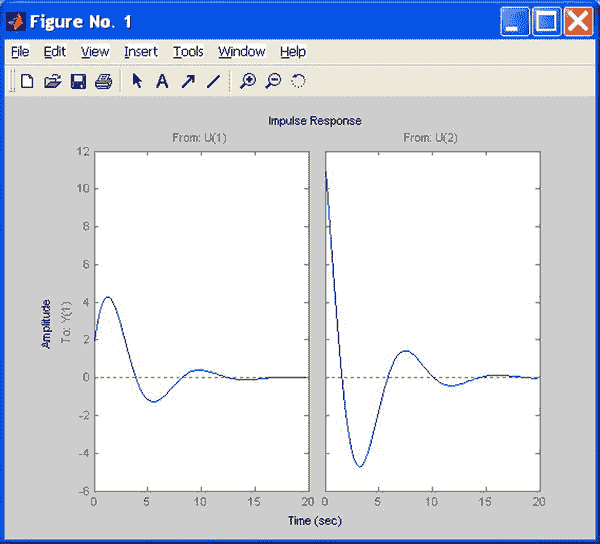 Figure No. 1
File Edit View Insert Tools Window Help
A
Impulse Response
From: U(1) From: U(2)
12
10
8
6
4
2
0
-2
-4
-6
Amplitude
To: Y(1)
0 5 10 15 20 0 5 10 15 20
Time (sec)